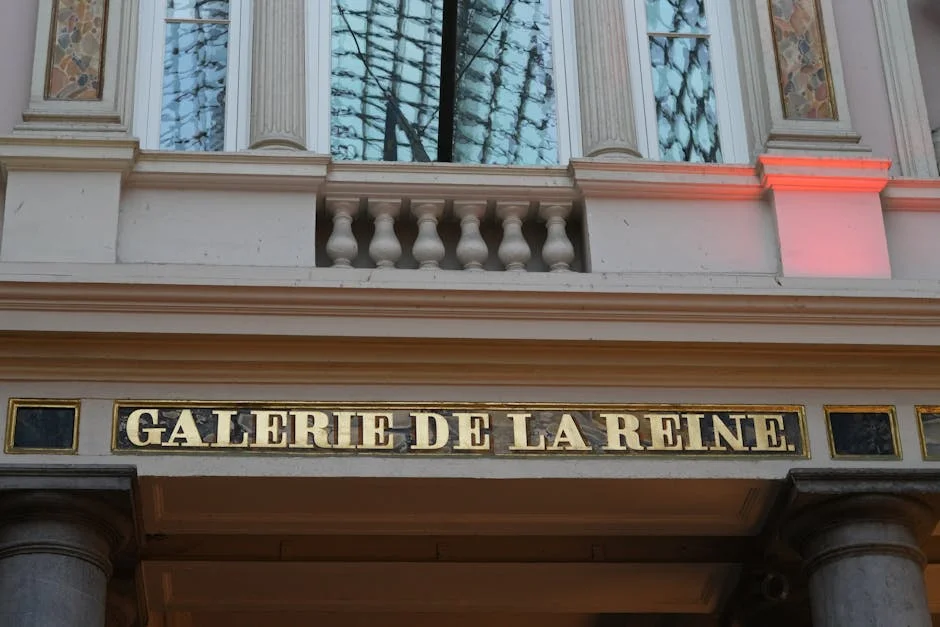 GALERIE DE LA REINE.